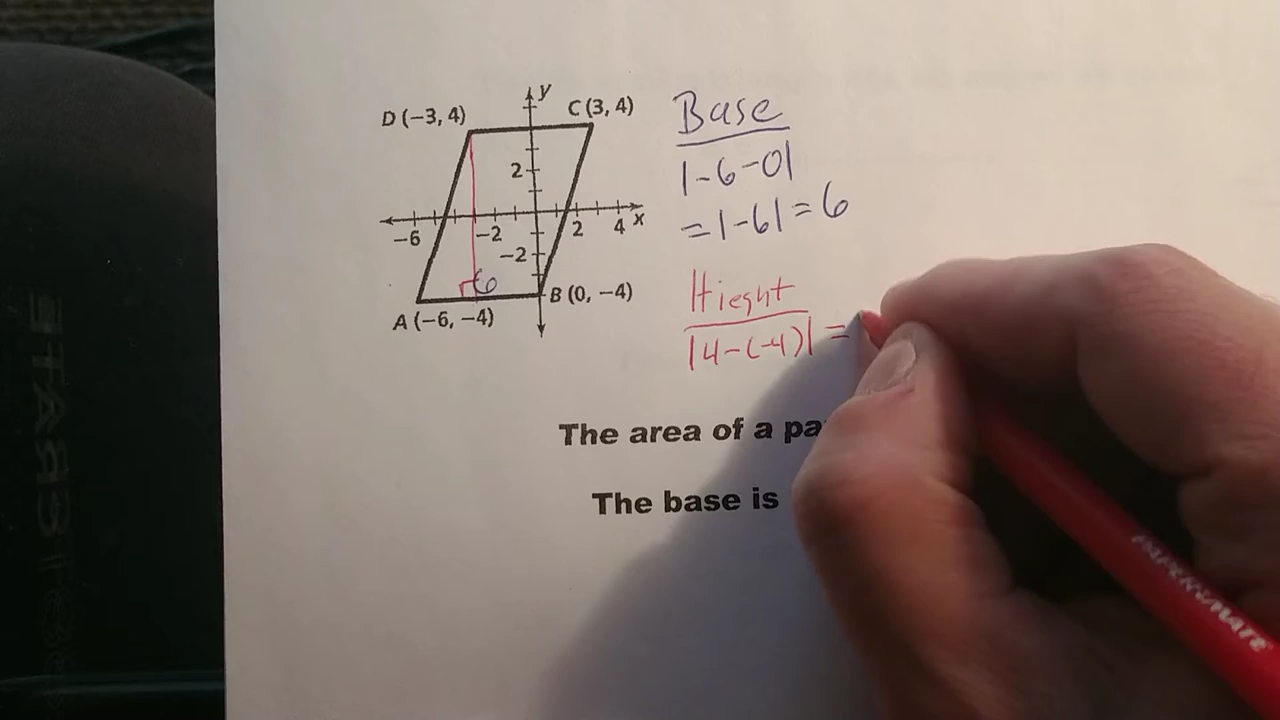 D (−3, 4)
y
C (3, 4)
2
−6
−2
2
4
x
−2
6
B (0, −4)
A (−6, −4)
Base
|-6-0|
=|-6|=6
Hieght
|4-(-4)| =
The area of a pa
The base is
PAPERMATE